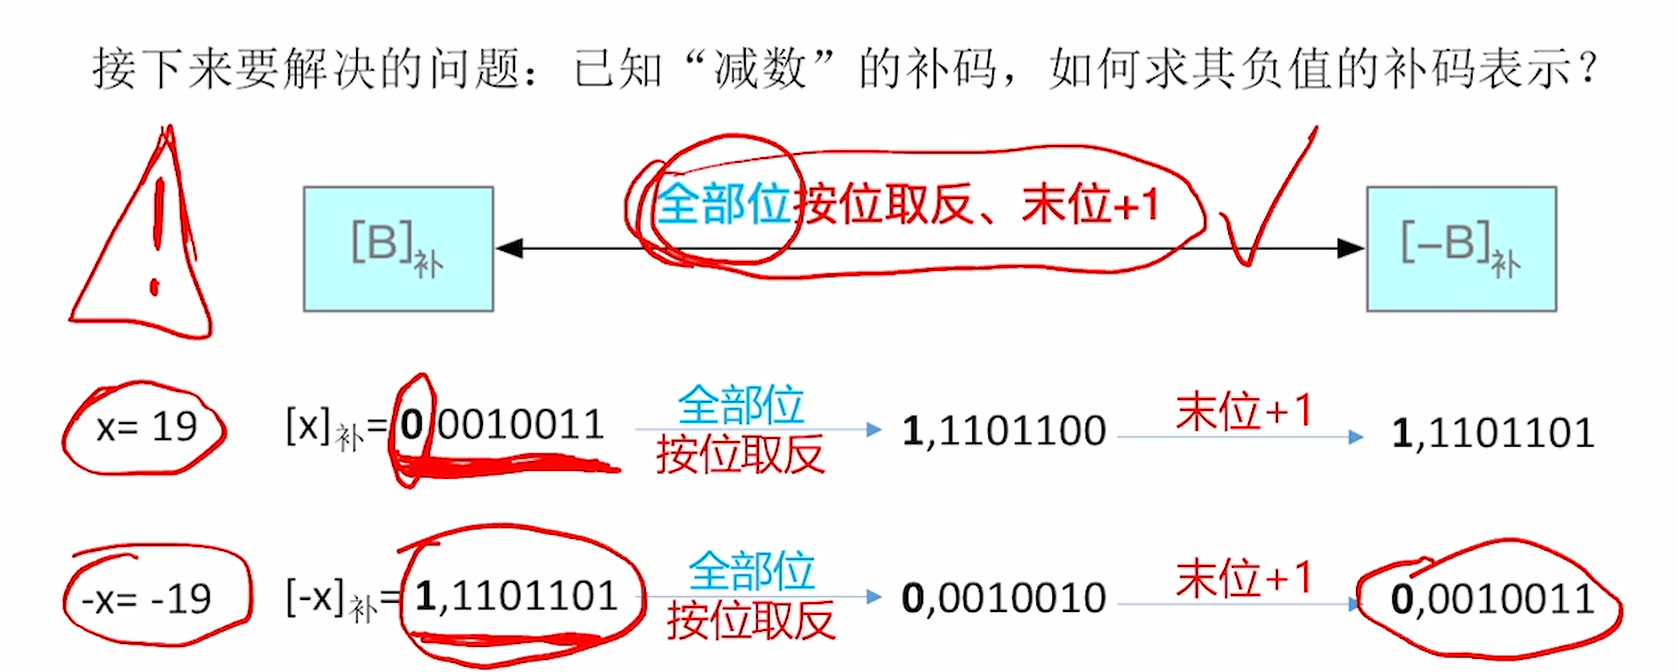 接下来要解决的问题：已知“减数”的补码，如何求其负值的补码表示？
全部位按位取反、末位+1
[B]补
[–B]补
x= 19 [x]补= 0,0010011 全部位 按位取反 1,1101100 末位+1 1,1101101
-x= -19 [-x]补= 1,1101101 全部位 按位取反 0,0010010 末位+1 0,0010011